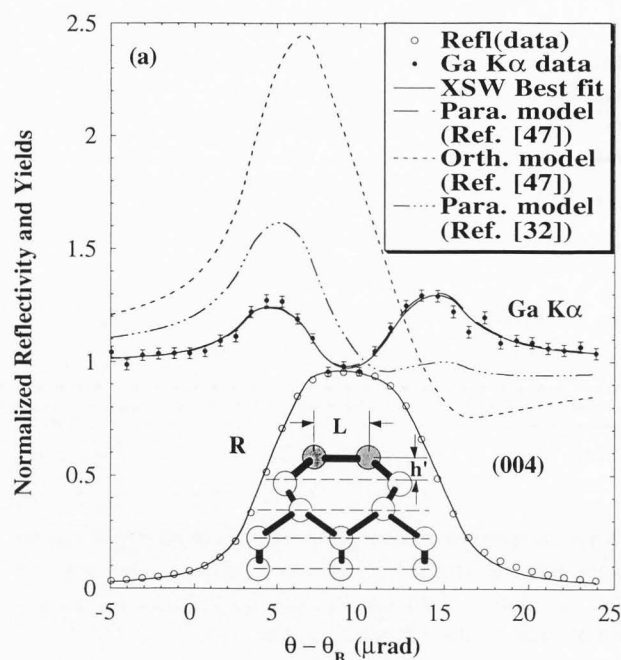 2.5
(a)
Refl(data)
Ga Kα data
XSW Best fit
Para. model
(Ref. [47])
Orth. model
(Ref. [47])
Para. model
(Ref. [32])
2
1.5
1
0.5
0
Normalized Reflectivity and Yields
Ga Kα
R
L
h'
(004)
-5 0 5 10 15 20 25
θ – θB (μrad)